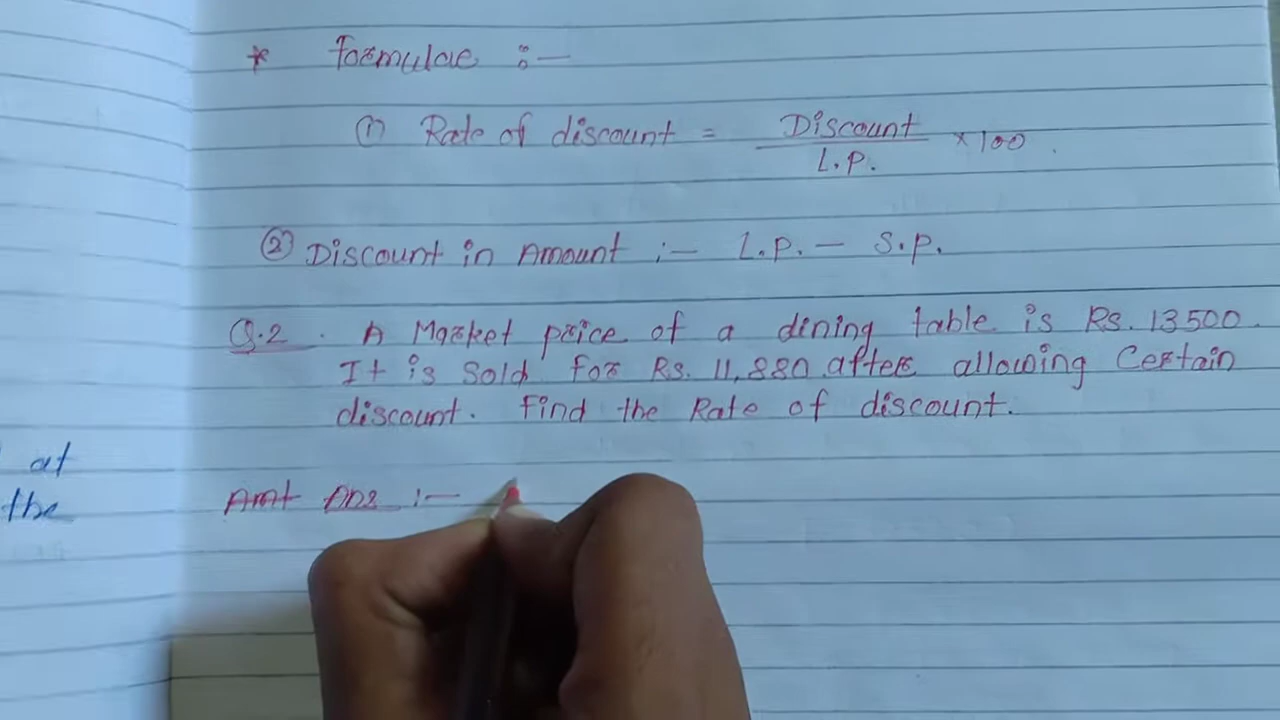 * Formulae :-
① Rate of discount = Discount / L.P. × 100.
② Discount in Amount :- L.P. - S.P.
Q.2. A Market price of a dining table is Rs. 13500.
It is Sold for Rs. 11,880 after allowing Certain
discount. Find the Rate of discount.
at
the
Amt Ans :-